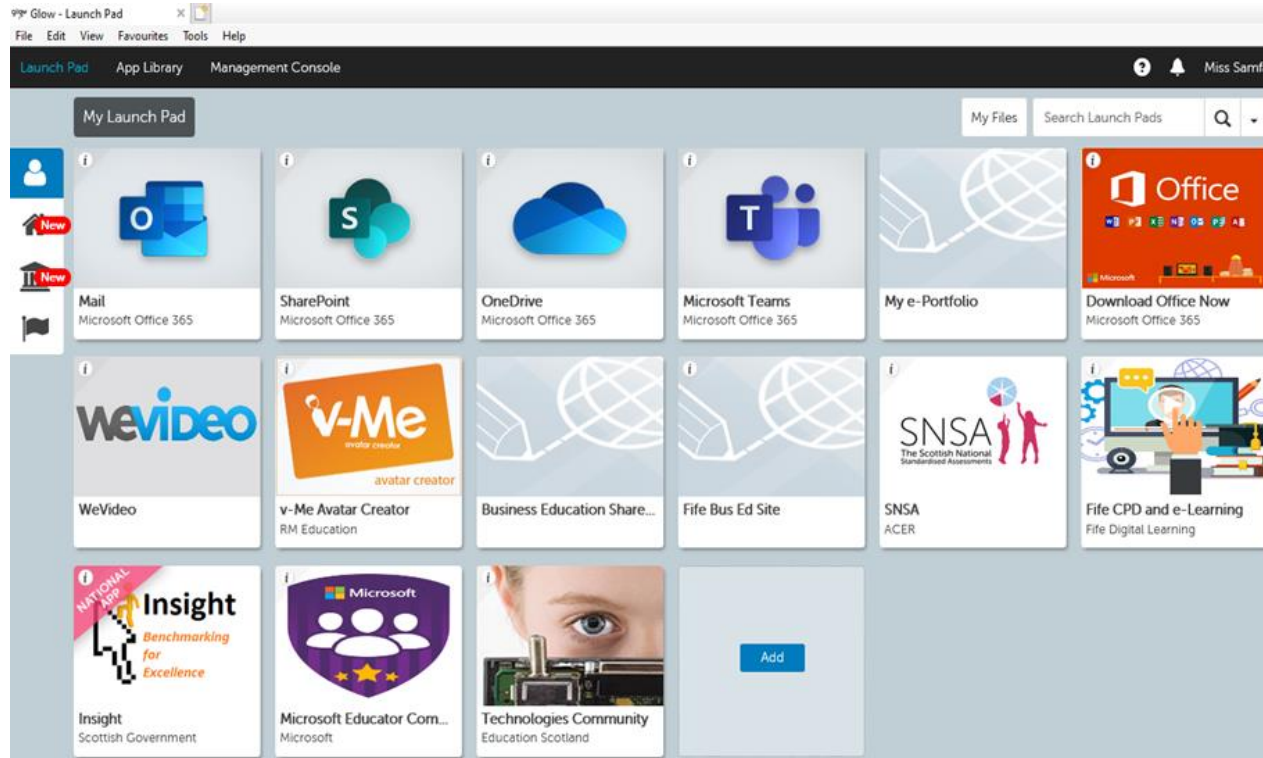 Glow - Launch Pad
File Edit View Favourites Tools Help
Launch Pad App Library Management Console ? Miss Samf
My Launch Pad My Files Search Launch Pads
New
New
i
O
Mail
Microsoft Office 365
i
S
SharePoint
Microsoft Office 365
i
OneDrive
Microsoft Office 365
i
T
Microsoft Teams
Microsoft Office 365
My e-Portfolio
i
Office
Microsoft
Download Office Now
Microsoft Office 365
i
WEVIDEO
WeVideo
i
v-Me
avatar creator
avatar creator
v-Me Avatar Creator
RM Education
Business Education Share...
i
Fife Bus Ed Site
i
SNSA
The Scottish National
Standardised Assessments
SNSA
ACER
i
Fife CPD and e-Learning
Fife Digital Learning
i
NATIONAL
APP
Insight
Benchmarking
for
Excellence
Insight
Scottish Government
i
Microsoft
Microsoft Educator Com...
Microsoft
i
Technologies Community
Education Scotland
Add